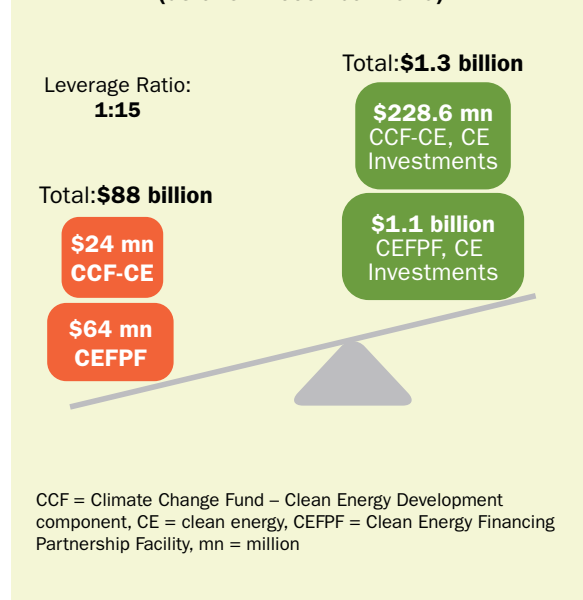 Total:$1.3 billion
Leverage Ratio:
1:15
$228.6 mn
CCF-CE, CE
Investments
Total:$88 billion
$24 mn
CCF-CE
$1.1 billion
CEFPF, CE
Investments
$64 mn
CEFPF
CCF = Climate Change Fund – Clean Energy Development
component, CE = clean energy, CEFPF = Clean Energy Financing
Partnership Facility, mn = million